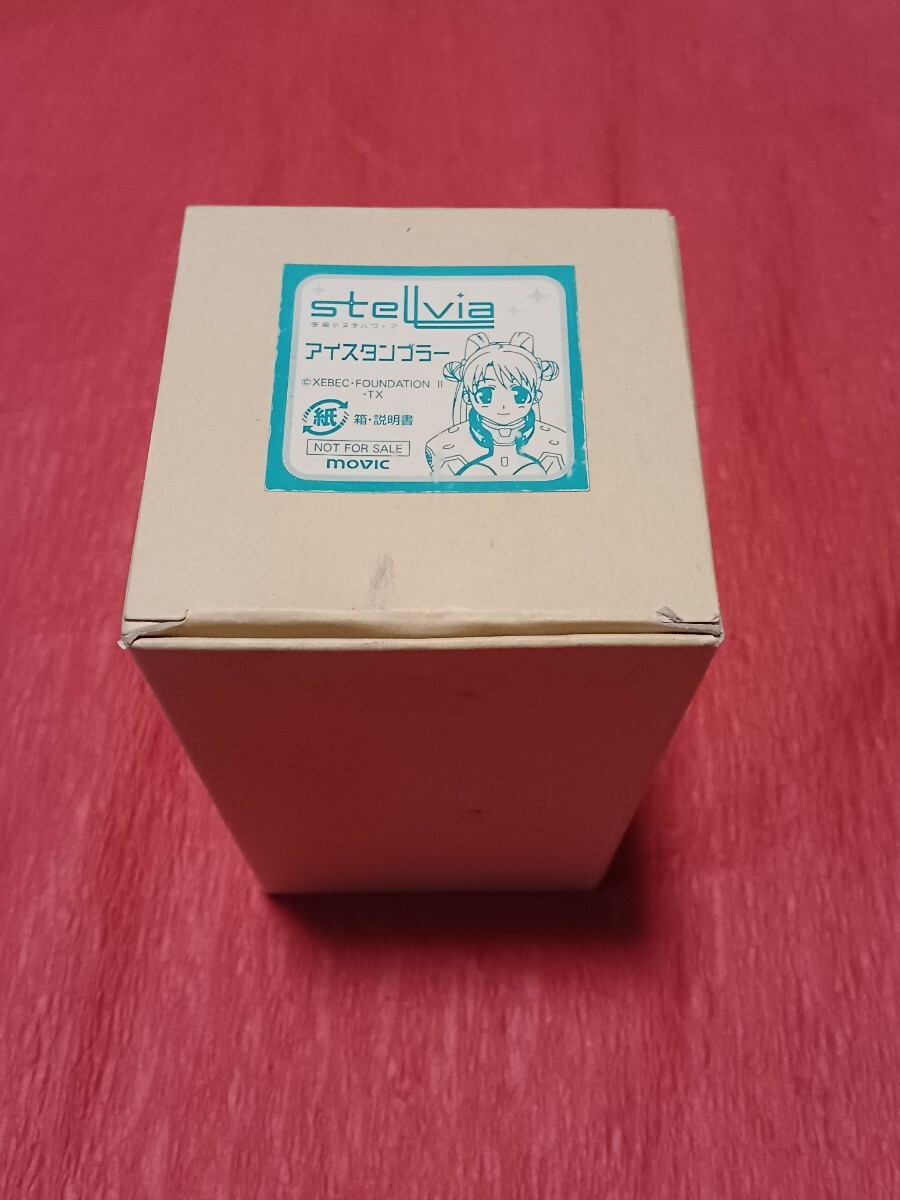 stellvia
宇宙のステルヴィア
アイスタンブラー
©XEBEC・FOUNDATION II
・TX
紙 箱・説明書
NOT FOR SALE
movic